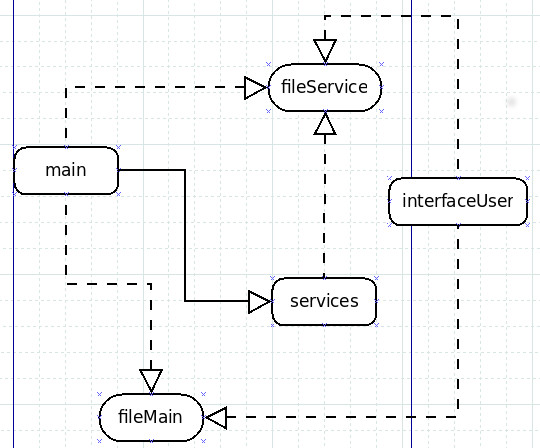 fileService
main
interfaceUser
services
fileMain